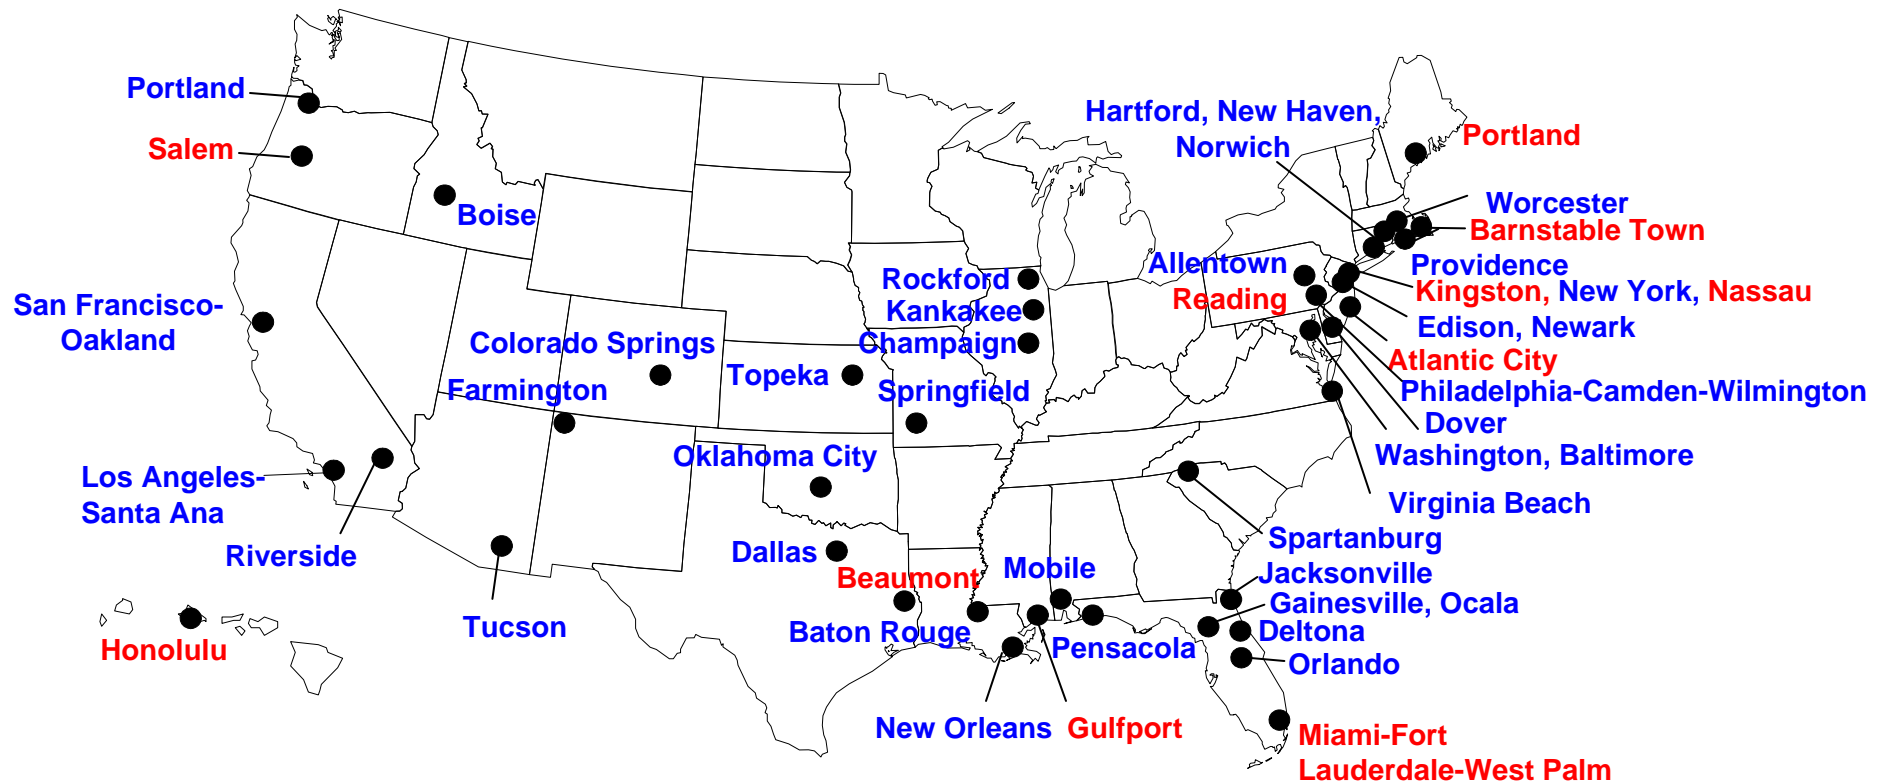 Portland
Salem
Boise
San Francisco-
Oakland
Colorado Springs
Farmington
Los Angeles-
Santa Ana
Riverside
Tucson
Honolulu
Rockford
Kankakee
Champaign
Topeka
Springfield
Oklahoma City
Dallas
Beaumont
Mobile
Baton Rouge
Pensacola
New Orleans
Gulfport
Hartford, New Haven,
Norwich
Portland
Worcester
Barnstable Town
Allentown
Providence
Reading
Kingston, New York, Nassau
Edison, Newark
Atlantic City
Philadelphia-Camden-Wilmington
Dover
Washington, Baltimore
Virginia Beach
Spartanburg
Jacksonville
Gainesville, Ocala
Deltona
Orlando
Miami-Fort
Lauderdale-West Palm